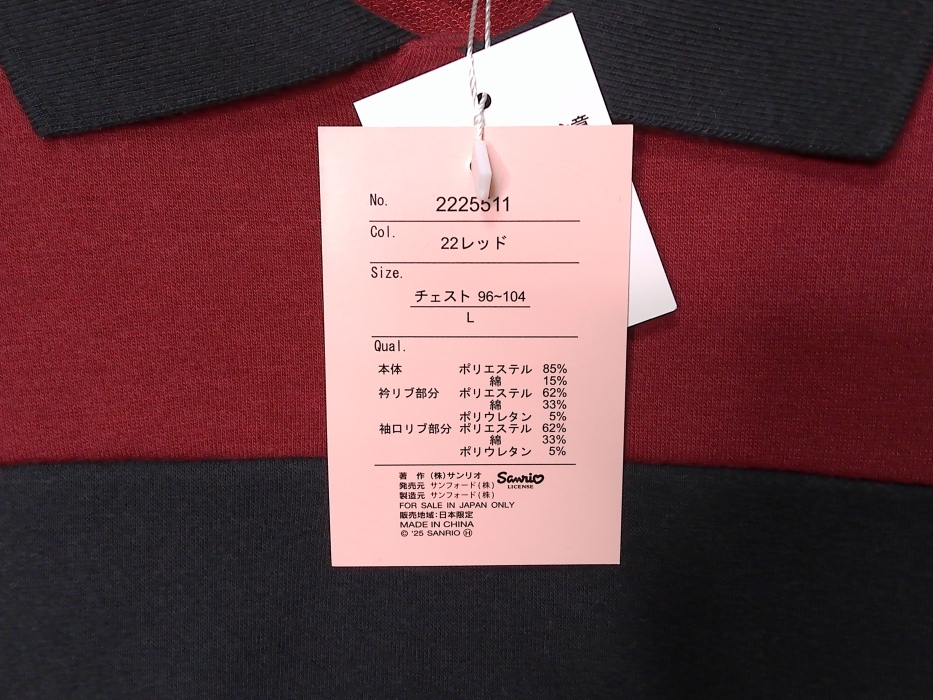 注意
No. 2225511
Col. 22レッド
Size.
チェスト 96~104
L
Qual.
本体 ポリエステル 85%
綿 15%
衿リブ部分 ポリエステル 62%
綿 33%
ポリウレタン 5%
袖口リブ部分 ポリエステル 62%
綿 33%
ポリウレタン 5%
著 作 (株)サンリオ
Sanrio
LICENSE
発売元 サンフォード(株)
製造元 サンフォード(株)
FOR SALE IN JAPAN ONLY
販売地域:日本限定
MADE IN CHINA
© '25 SANRIO Ⓗ